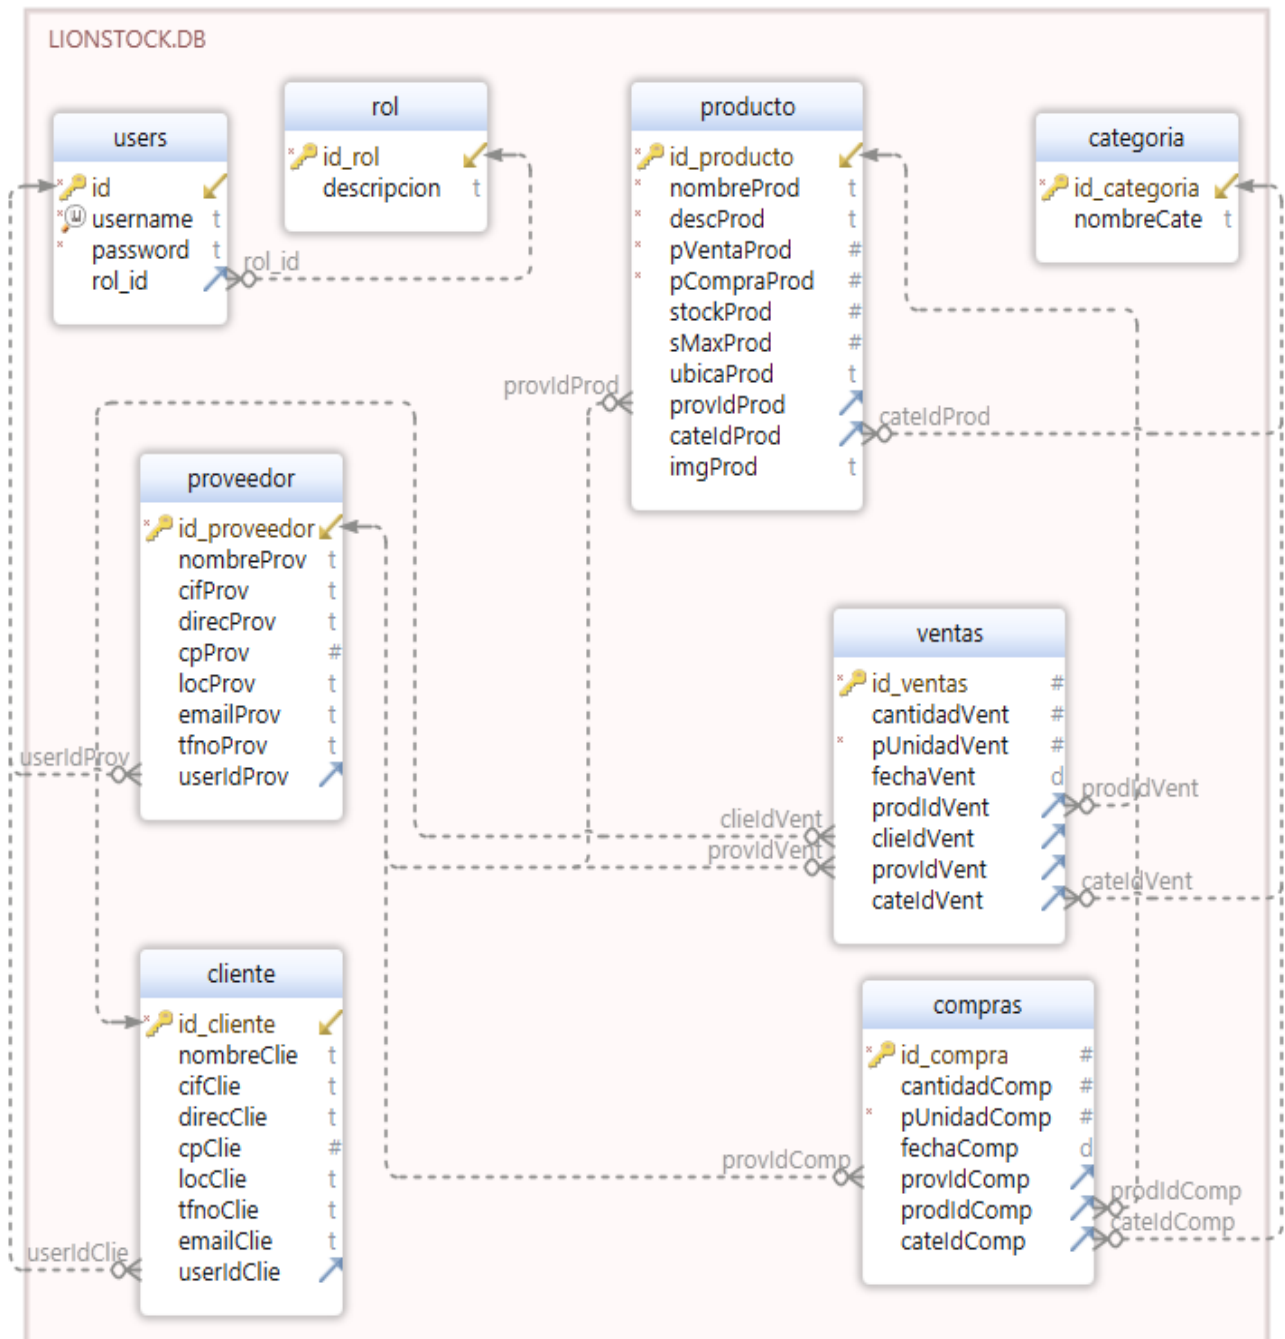 LIONSTOCK.DB
users
id
username t
password t
rol_id
rol
id_rol
descripcion t
rol_id
producto
id_producto
nombreProd t
descProd t
pVentaProd #
pCompraProd #
stockProd #
sMaxProd #
ubicaProd t
provIdProd
cateIdProd
imgProd t
categoria
id_categoria
nombreCate t
provIdProd
cateIdProd
proveedor
id_proveedor
nombreProv t
cifProv t
direcProv t
cpProv #
locProv t
emailProv t
tfnoProv t
userIdProv
userIdProv
ventas
id_ventas #
cantidadVent #
pUnidadVent #
fechaVent d
prodIdVent
clieIdVent
provIdVent
cateIdVent
prodIdVent
clieIdVent
provIdVent
cateIdVent
cliente
id_cliente
nombreClie t
cifClie t
direcClie t
cpClie #
locClie t
tfnoClie t
emailClie t
userIdClie
userIdClie
compras
id_compra #
cantidadComp #
pUnidadComp #
fechaComp d
provIdComp
prodIdComp
cateIdComp
provIdComp
prodIdComp
cateIdComp